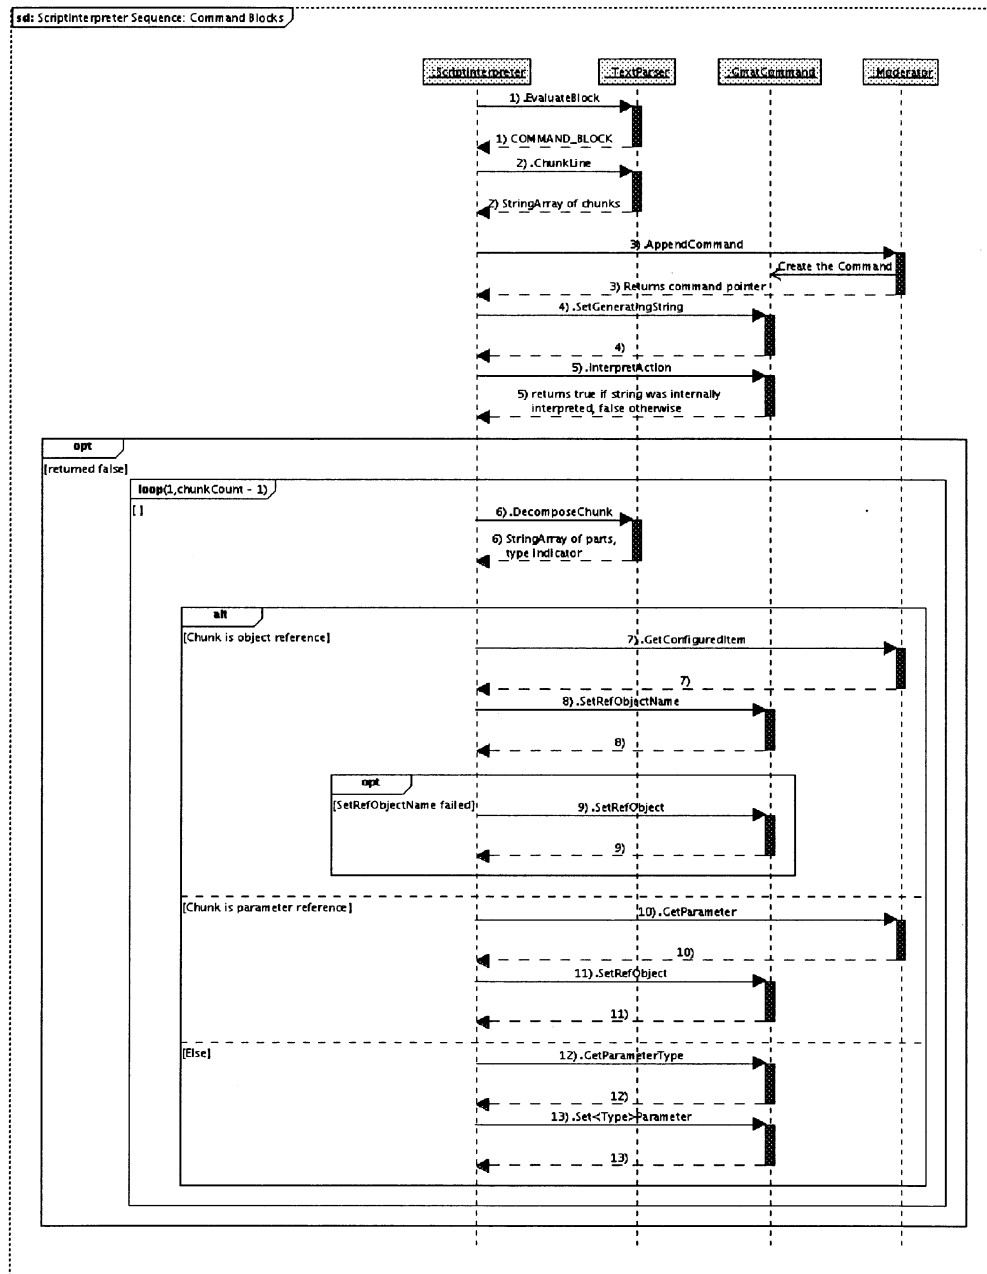 sd: ScriptInterpreter Sequence: Command Blocks
:ScriptInterpreter
:TextParser
:GmatCommand
:Moderator
1).EvaluateBlock
1) COMMAND_BLOCK
2).ChunkLine
2) StringArray of chunks
3).AppendCommand
Create the Command
3) Returns command pointer
4).SetGeneratingString
4)
5).InterpretAction
5) returns true if string was internally
interpreted, false otherwise
opt
[returned false]
loop(1,chunkCount - 1)
[ ]
6).DecomposeChunk
6) StringArray of parts,
type indicator
alt
[Chunk is object reference]
7).GetConfiguredItem
7)
8).SetRefObjectName
8)
opt
[SetRefObjectName failed]
9).SetRefObject
9)
[Chunk is parameter reference]
10).GetParameter
10)
11).SetRefObject
11)
[Else]
12).GetParameterType
12)
13).Set<Type>Parameter
13)